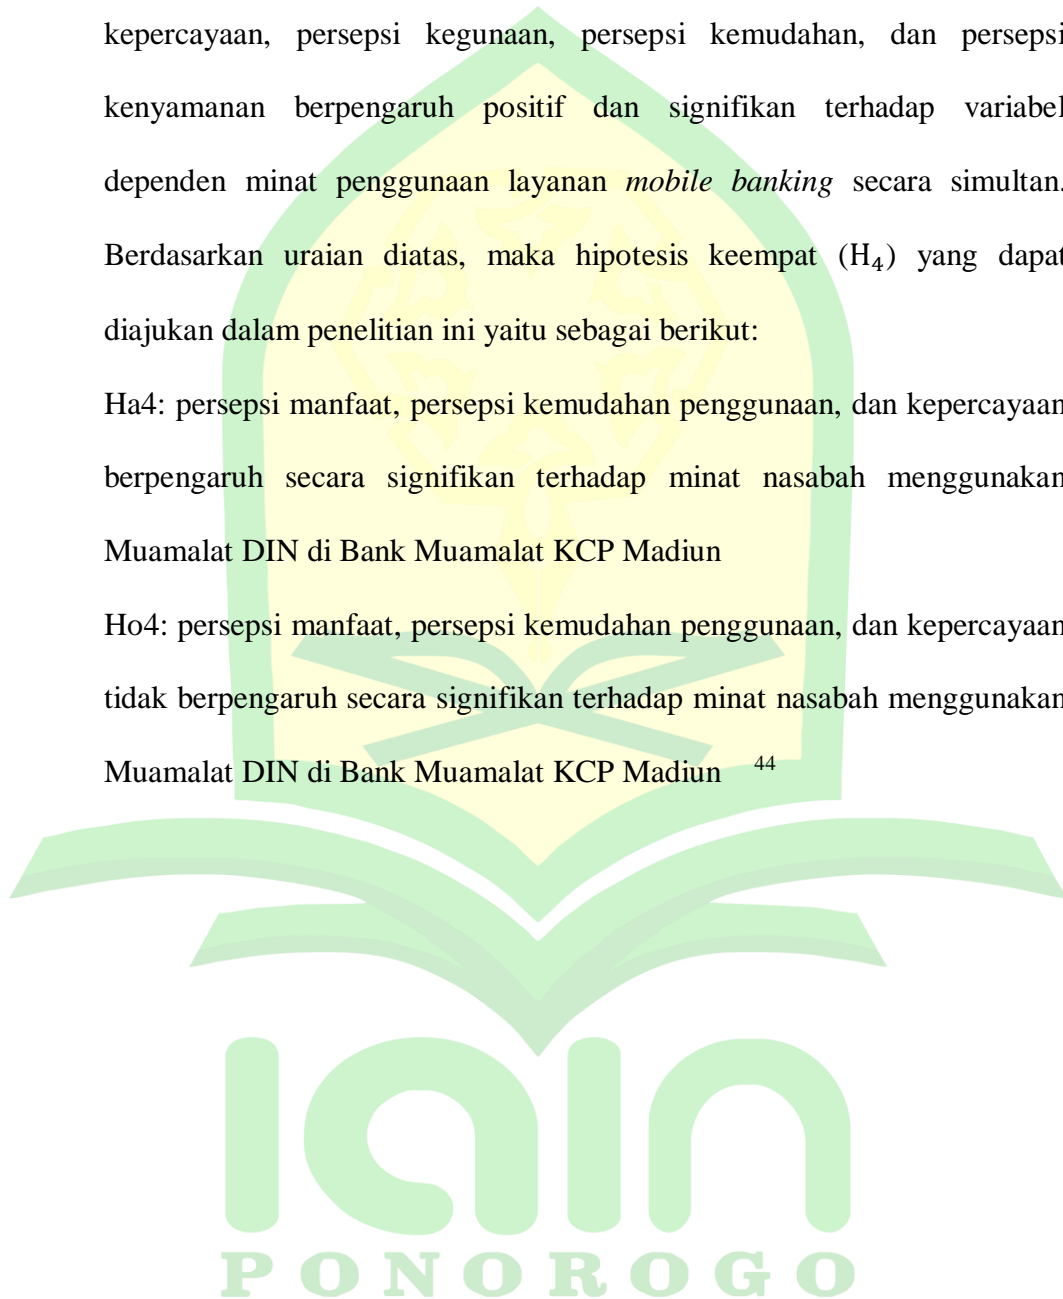 kepercayaan, persepsi kegunaan, persepsi kemudahan, dan persepsi
kenyamanan berpengaruh positif dan signifikan terhadap variabel
dependen minat penggunaan layanan mobile banking secara simultan.
Berdasarkan uraian diatas, maka hipotesis keempat (H₄) yang dapat
diajukan dalam penelitian ini yaitu sebagai berikut:
Ha4: persepsi manfaat, persepsi kemudahan penggunaan, dan kepercayaan
berpengaruh secara signifikan terhadap minat nasabah menggunakan
Muamalat DIN di Bank Muamalat KCP Madiun
Ho4: persepsi manfaat, persepsi kemudahan penggunaan, dan kepercayaan
tidak berpengaruh secara signifikan terhadap minat nasabah menggunakan
Muamalat DIN di Bank Muamalat KCP Madiun 44
iain
PONOROGO